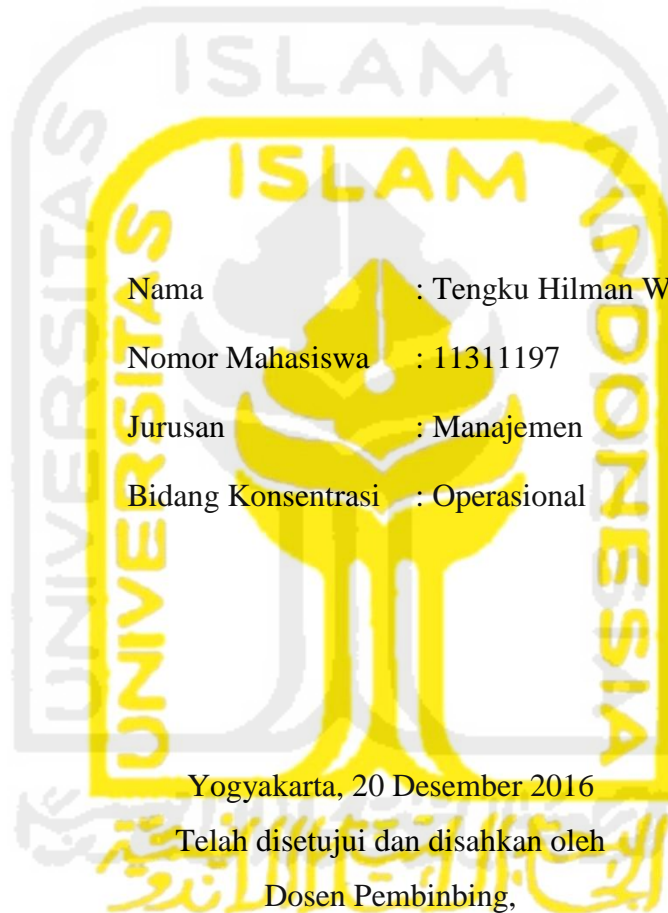 ISLAM
ISLAM
UNIVERSITAS
UNIVERSITAS
INDONESIA
Nama : Tengku Hilman W
Nomor Mahasiswa : 11311197
Jurusan : Manajemen
Bidang Konsentrasi : Operasional
Yogyakarta, 20 Desember 2016
Telah disetujui dan disahkan oleh
Dosen Pembinbing,